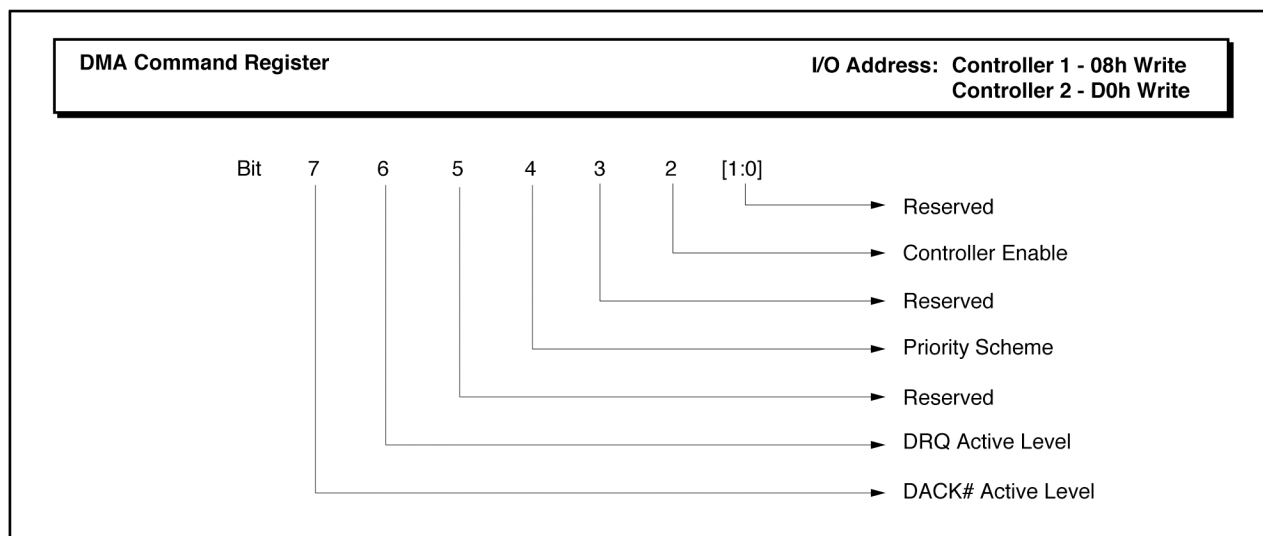 DMA Command Register
I/O Address: Controller 1 - 08h Write
Controller 2 - D0h Write
Bit 7 6 5 4 3 2 [1:0]
Reserved
Controller Enable
Reserved
Priority Scheme
Reserved
DRQ Active Level
DACK# Active Level